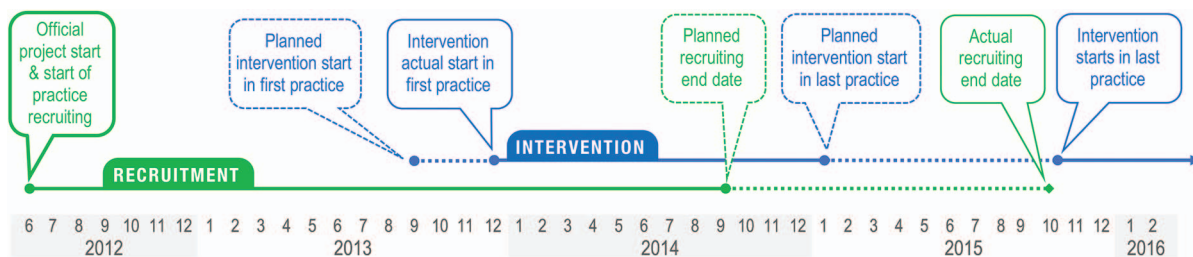 Official
project start
& start of
practice
recruiting
Planned
intervention start
in first practice
Intervention
actual start in
first practice
Planned
recruiting
end date
Planned
intervention start
in last practice
Actual
recruiting
end date
Intervention
starts in last
practice
INTERVENTION
RECRUITMENT
6 7 8 9 10 11 12 1 2 3 4 5 6 7 8 9 10 11 12 1 2 3 4 5 6 7 8 9 10 11 12 1 2 3 4 5 6 7 8 9 10 11 12 1 2
2012 2013 2014 2015 2016